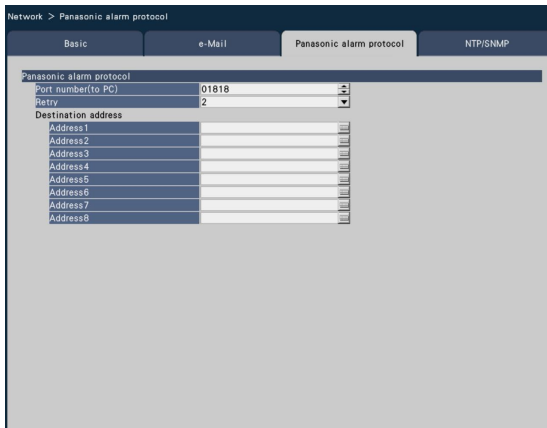 Network > Panasonic alarm protocol
Basic
e-Mail
Panasonic alarm protocol
NTP/SNMP
Panasonic alarm protocol
Port number(to PC) 01818
Retry 2
Destination address
Address1
Address2
Address3
Address4
Address5
Address6
Address7
Address8